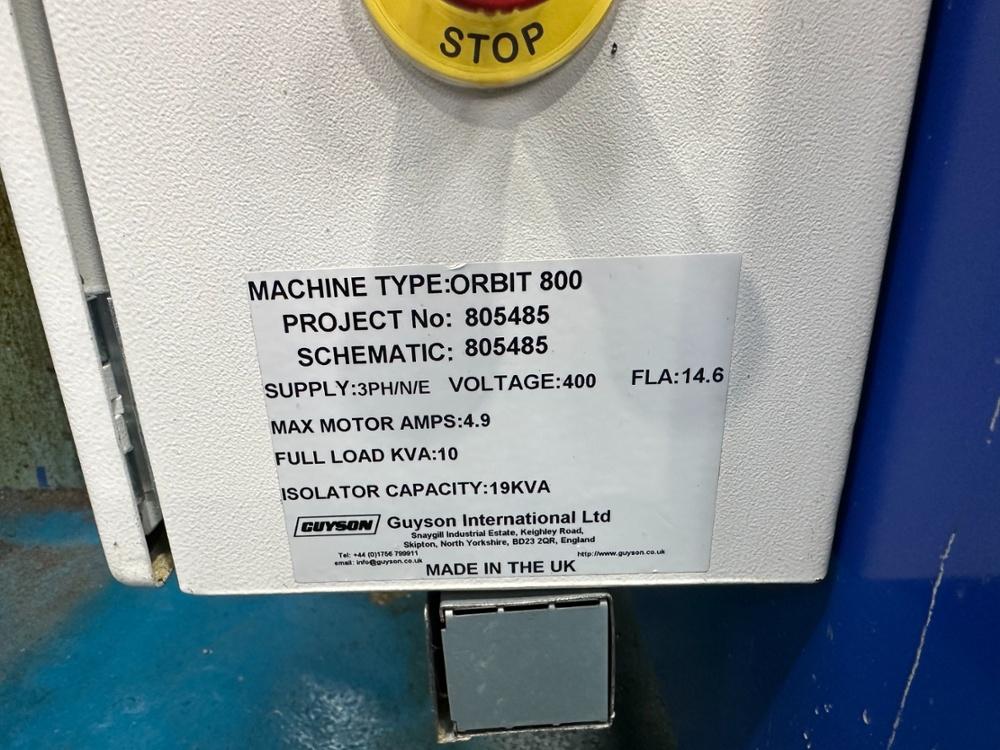 STOP
MACHINE TYPE:ORBIT 800
PROJECT No: 805485
SCHEMATIC: 805485
SUPPLY:3PH/N/E VOLTAGE:400 FLA:14.6
MAX MOTOR AMPS:4.9
FULL LOAD KVA:10
ISOLATOR CAPACITY:19KVA
GUYSON Guyson International Ltd
Snaygill Industrial Estate, Keighley Road,
Skipton, North Yorkshire, BD23 2QR, England
Tel: +44 (0)1756 799911
email: info@guyson.co.uk
http://www.guyson.co.uk
MADE IN THE UK